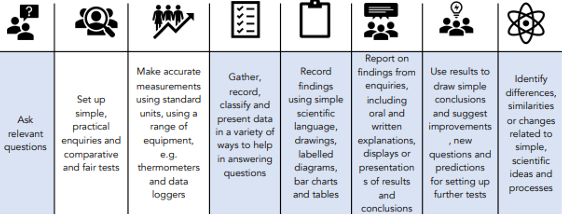 Ask
relevant
questions
Set up
simple,
practical
enquiries and
comparative
and fair tests
Make accurate
measurements
using standard
units, using a
range of
equipment,
e.g.
thermometers
and data
loggers
Gather,
record,
classify and
present data
in a variety of
ways to help
in answering
questions
Record
findings
using simple
scientific
language,
drawings,
labelled
diagrams,
bar charts
and tables
Report on
findings from
enquiries,
including
oral and
written
explanations,
displays or
presentation
s of results
and
conclusions
Use results to
draw simple
conclusions
and suggest
improvements
, new
questions and
predictions
for setting up
further tests
Identify
differences,
similarities
or changes
related to
simple,
scientific
ideas and
processes